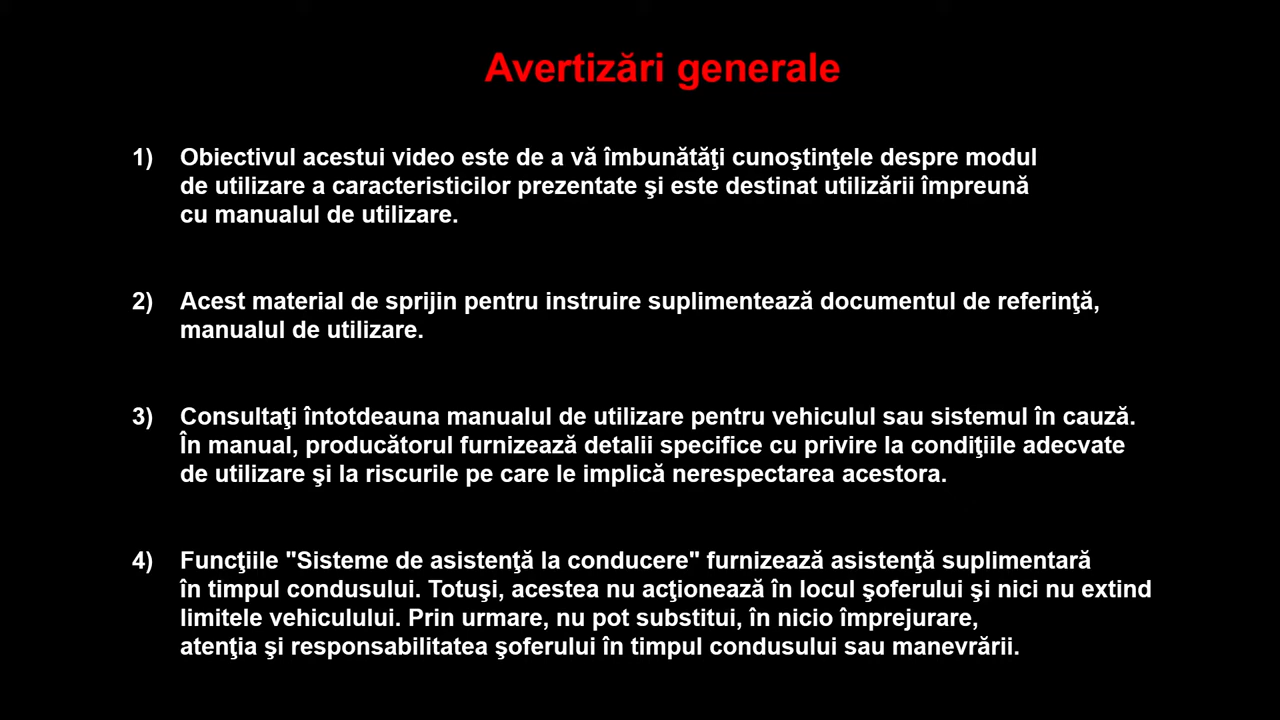 Avertizări generale
1) Obiectivul acestui video este de a vă îmbunătăţi cunoştinţele despre modul
de utilizare a caracteristicilor prezentate şi este destinat utilizării împreună
cu manualul de utilizare.
2) Acest material de sprijin pentru instruire suplimentează documentul de referinţă,
manualul de utilizare.
3) Consultaţi întotdeauna manualul de utilizare pentru vehiculul sau sistemul în cauză.
În manual, producătorul furnizează detalii specifice cu privire la condiţiile adecvate
de utilizare şi la riscurile pe care le implică nerespectarea acestora.
4) Funcţiile "Sisteme de asistenţă la conducere" furnizează asistenţă suplimentară
în timpul condusului. Totuşi, acestea nu acţionează în locul şoferului şi nici nu extind
limitele vehiculului. Prin urmare, nu pot substitui, în nicio împrejurare,
atenţia şi responsabilitatea şoferului în timpul condusului sau manevrării.